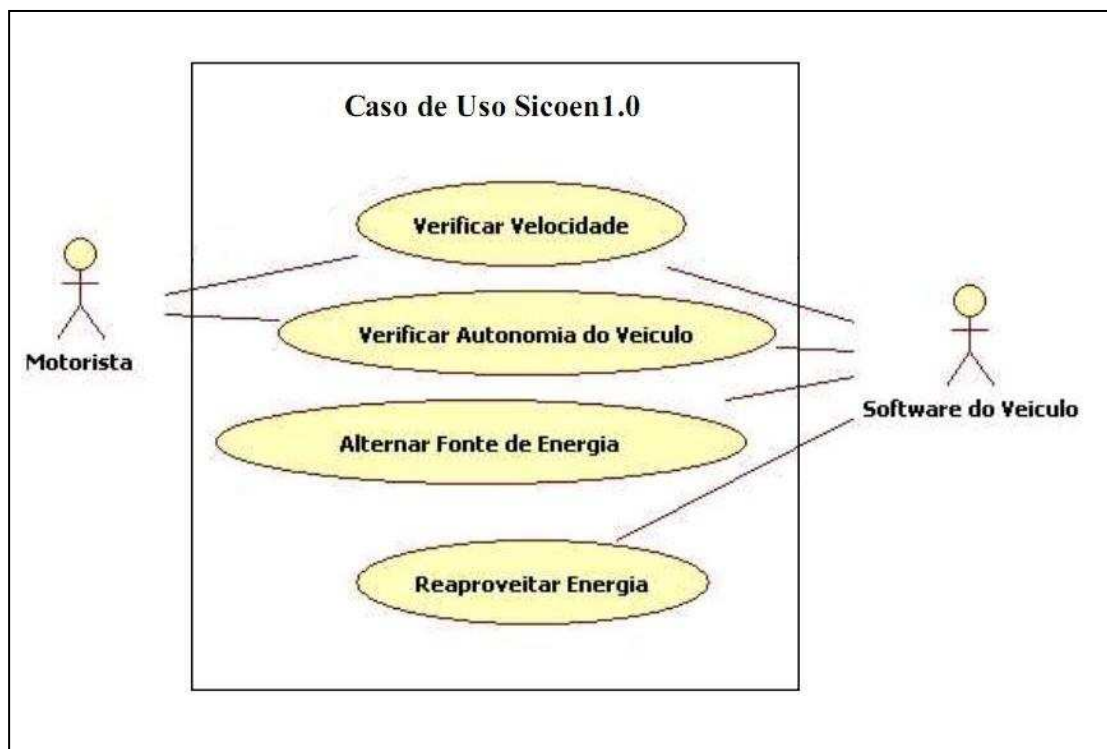 Caso de Uso Sicoen1.0
Verificar Velocidade
Motorista
Verificar Autonomia do Veiculo
Software do Veiculo
Alternar Fonte de Energia
Reaproveitar Energia